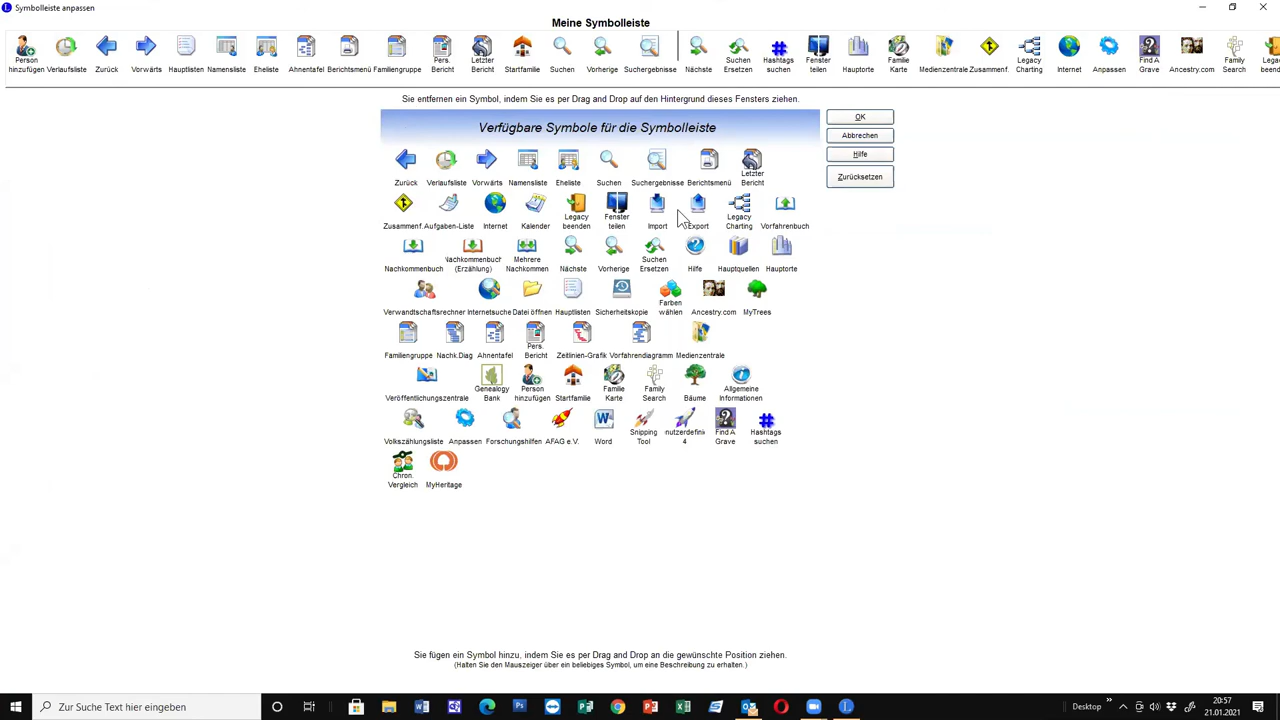 Symbolleiste anpassen
Meine Symbolleiste
Person hinzufügen Verlaufsliste Zurück Vorwärts Hauptlisten Namensliste Eheliste Ahnentafel Berichtsmenü Familiengruppe Pers. Bericht Letzter Bericht Startfamilie Suchen Vorherige Suchergebnisse Nächste Suchen Ersetzen Hashtags suchen Fenster teilen Hauptorte Familie Karte Medienzentrale Zusammenf. Legacy Charting Internet Anpassen Find A Grave Ancestry.com Family Search Legacy beenden
Sie entfernen ein Symbol, indem Sie es per Drag and Drop auf den Hintergrund dieses Fensters ziehen.
Verfügbare Symbole für die Symbolleiste
OK
Abbrechen
Hilfe
Zurücksetzen
Zurück Verlaufsliste Vorwärts Namensliste Eheliste Suchen Suchergebnisse Berichtsmenü Letzter Bericht
Zusammenf. Aufgaben-Liste Internet Kalender Legacy beenden Fenster teilen Import Export Legacy Charting Vorfahrenbuch
Nachkommenbuch Nachkommenbuch (Erzählung) Mehrere Nachkommen Nächste Vorherige Suchen Ersetzen Hilfe Hauptquellen Hauptorte
Verwandtschaftsrechner Internetsuche Datei öffnen Hauptlisten Sicherheitskopie Farben wählen Ancestry.com MyTrees
Familiengruppe Nachk.Diag Ahnentafel Pers. Bericht Zeitlinien-Grafik Vorfahrendiagramm Medienzentrale
Veröffentlichungszentrale Genealogy Bank Person hinzufügen Startfamilie Familie Karte Family Search Bäume Allgemeine Informationen
Volkszählungsliste Anpassen Forschungshilfen AFAG e.V. Word Snipping Tool nutzerdefini 4 Find A Grave Hashtags suchen
Chron. Vergleich MyHeritage
Sie fügen ein Symbol hinzu, indem Sie es per Drag and Drop an die gewünschte Position ziehen.
(Halten Sie den Mauszeiger über ein beliebiges Symbol, um eine Beschreibung zu erhalten.)
Zur Suche Text hier eingeben
Desktop
20:57
21.01.2021